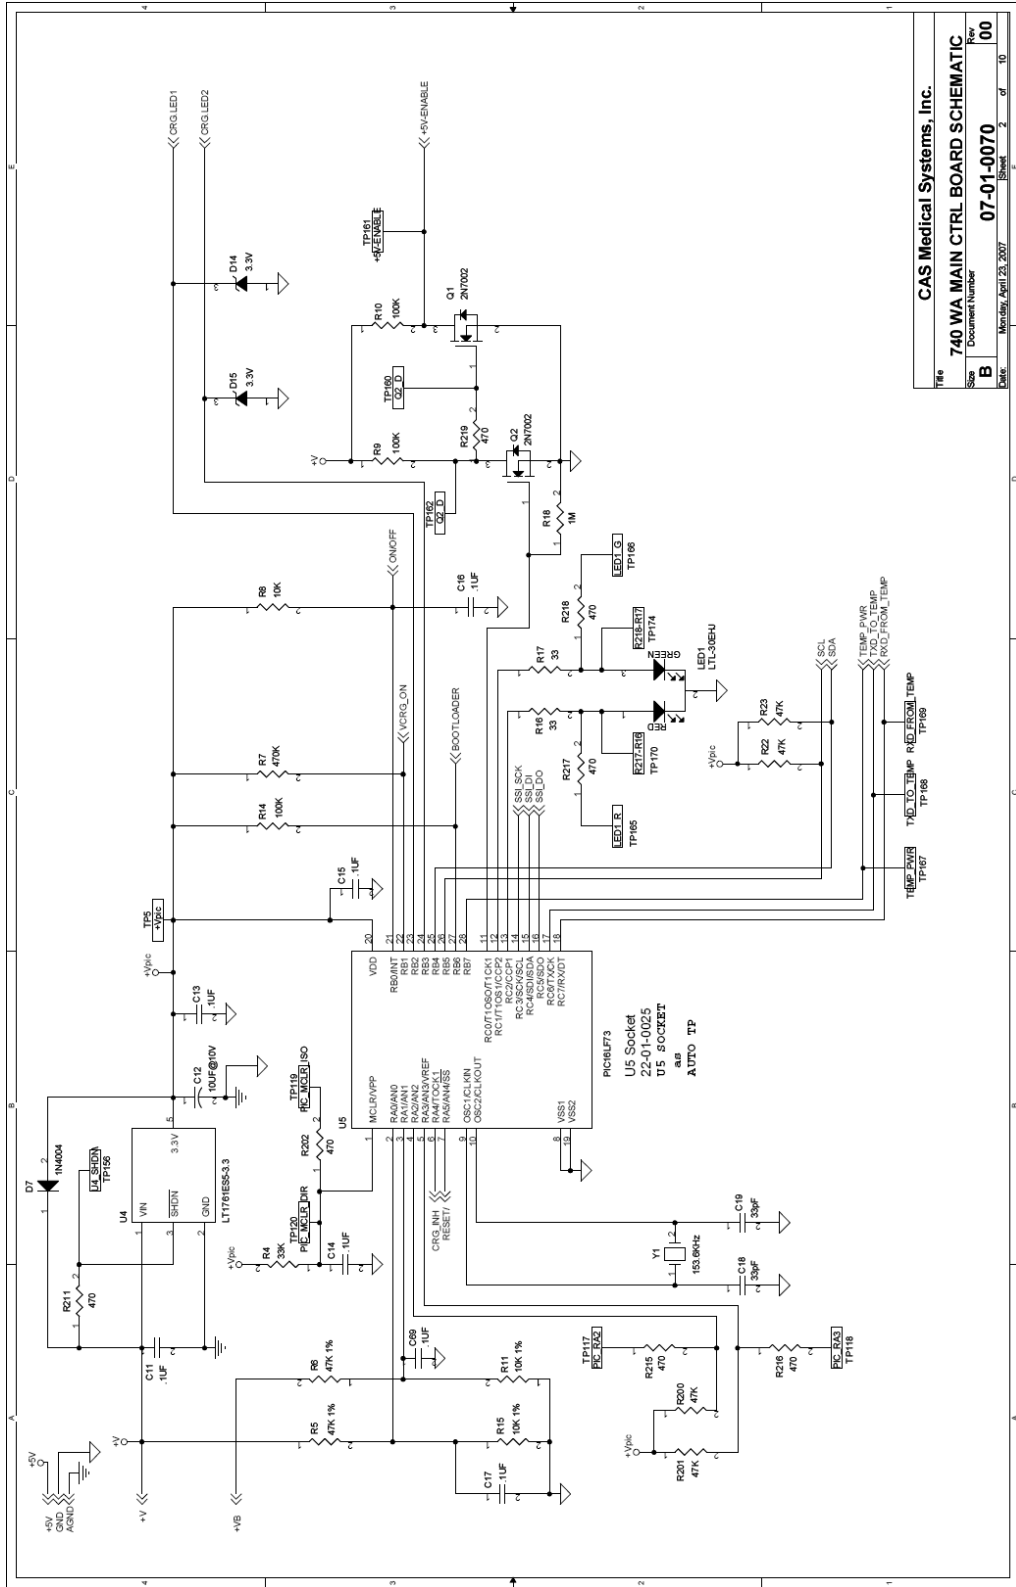 +5V
GND
AGND
+5V
+V
+V
+VB
C11
.1UF
R211
470
U4_SHDN
TP156
D7
1N4004
U4
VIN
SHDN
GND
3.3V
LT1761ES5-3.3
C12
10UF@10V
C13
.1UF
+Vpic
TP5
+Vpic
C15
.1UF
R14
100K
R7
470K
R8
10K
VCRG_ON
BOOTLOADER
ON/OFF
C16
.1UF
CRG.LED1
CRG.LED2
D15
3.3V
D14
3.3V
+V
R9
100K
R10
100K
R219
470
TP162
Q2_D
TP160
Q2_D
TP161
+5V-ENABLE
+5V-ENABLE
Q1
2N7002
Q2
2N7002
R18
1M
R5
47K 1%
R6
47K 1%
C69
.1UF
R11
10K 1%
R15
10K 1%
C17
.1UF
+Vpic
R4
33K
C14
.1UF
TP120
PIC_MCLR_DIR
R202
470
TP119
PIC_MCLR_ISO
CRG_INH
RESET/
U5
MCLR/VPP
RA0/AN0
RA1/AN1
RA2/AN2
RA3/AN3/VREF
RA4/TOCK1
RA5/AN4/SS
OSC1/CLKIN
OSC2/CLKOUT
VSS1
VSS2
VDD
RB0/INT
RB1
RB2
RB3
RB4
RB5
RB6
RB7
RC0/T1OSO/T1CK1
RC1/T1OS1/CCP2
RC2/CCP1
RC3/SCK/SCL
RC4/SDI/SDA
RC5/SDO
RC6/TX/CK
RC7/RX/DT
PIC16LF73
U5 Socket
22-01-0025
U5 SOCKET
as
AUTO TP
Y1
153.6KHz
C18
33pF
C19
33pF
TP117
PIC_RA2
R215
470
R216
470
PIC_RA3
TP118
+Vpic
R200
47K
R201
47K
SSI_SCK
SSI_DI
SSI_DO
R16
33
R17
33
R217
470
R218
470
LED1_R
TP165
LED1_G
TP166
R217-R16
TP170
R218-R17
TP174
RED
GREEN
LED1
LTL-30EHJ
+Vpic
R22
47K
R23
47K
SCL
SDA
TEMP_PWR
TXD_TO_TEMP
RXD_FROM_TEMP
TEMP_PWR
TP167
TXD_TO_TEMP
TP168
RXD_FROM_TEMP
TP169
CAS Medical Systems, Inc.
Title
740 WA MAIN CTRL BOARD SCHEMATIC
Size
B
Document Number
07-01-0070
Rev
00
Date: Monday, April 23, 2007
Sheet 2 of 10